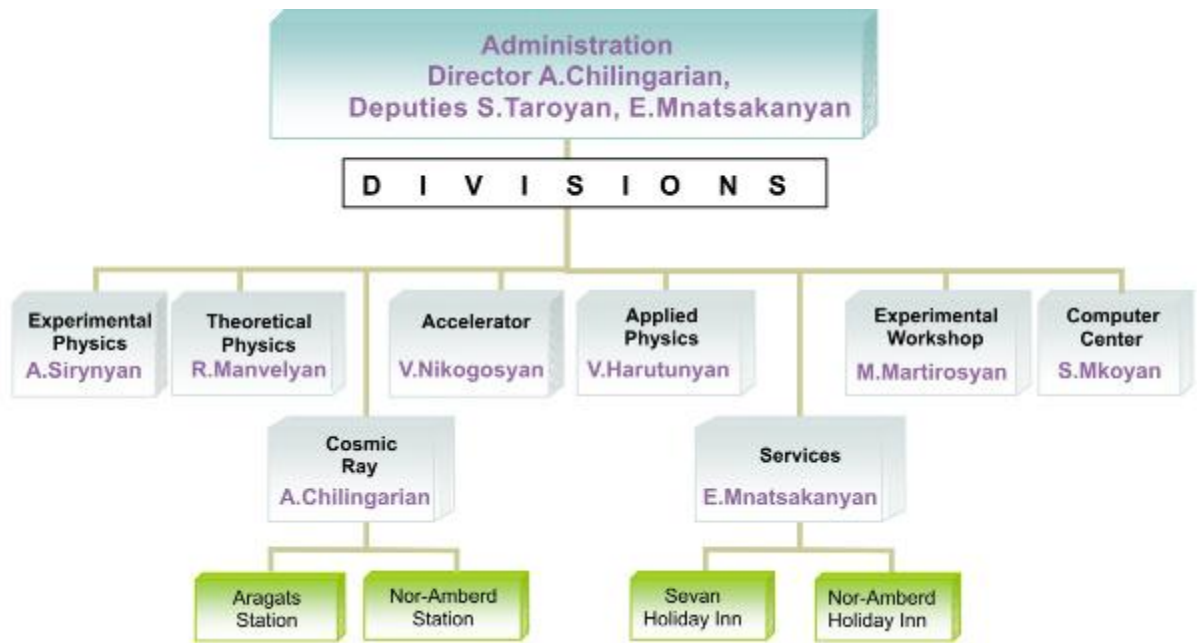 Administration
Director A.Chilingarian,
Deputies S.Taroyan, E.Mnatsakanyan
D I V I S I O N S
Experimental
Physics
A.Sirynyan
Theoretical
Physics
R.Manvelyan
Accelerator
V.Nikogosyan
Applied
Physics
V.Harutunyan
Experimental
Workshop
M.Martirosyan
Computer
Center
S.Mkoyan
Cosmic
Ray
A.Chilingarian
Services
E.Mnatsakanyan
Aragats
Station
Nor-Amberd
Station
Sevan
Holiday Inn
Nor-Amberd
Holiday Inn